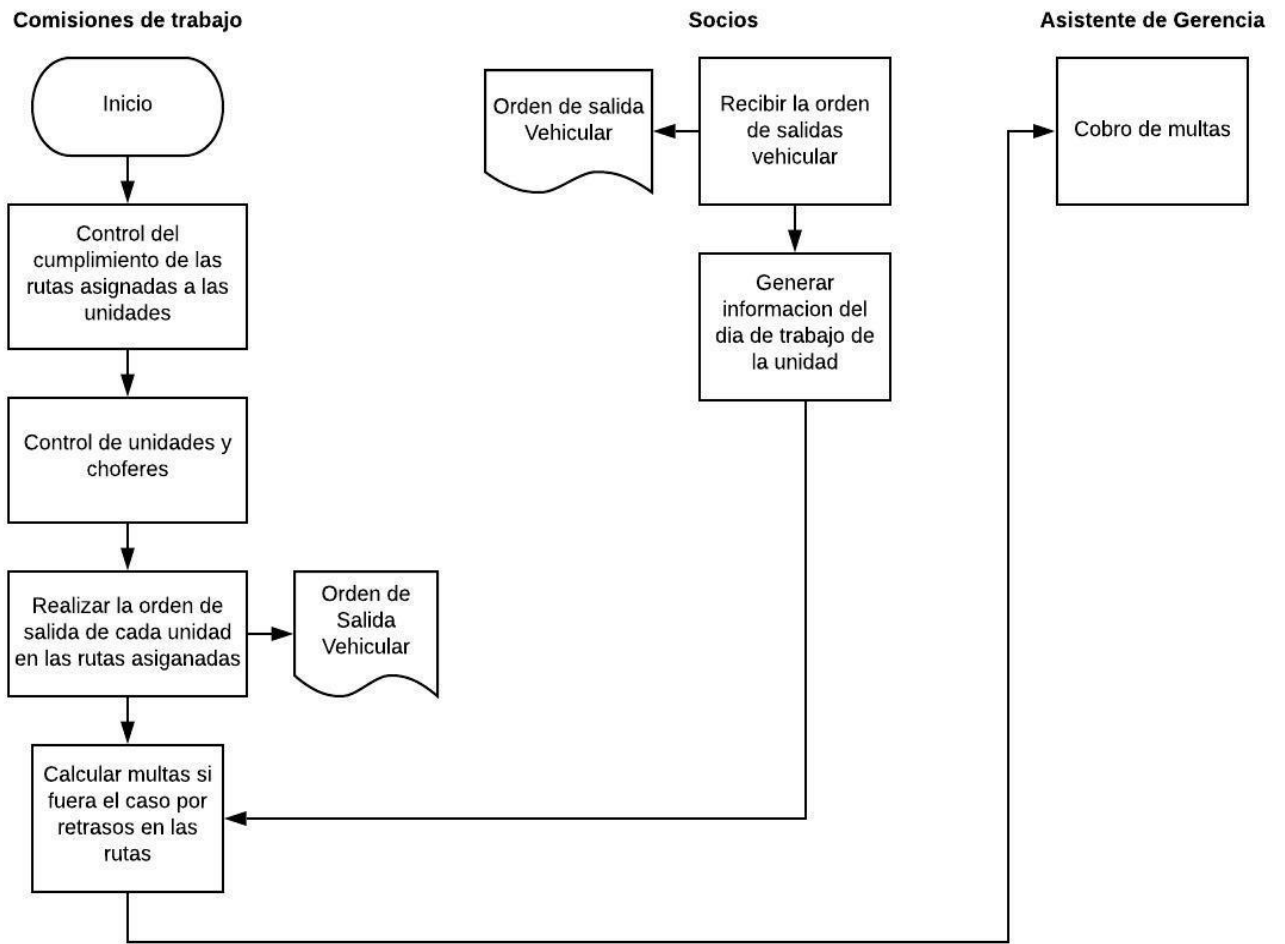 Comisiones de trabajo
Socios
Asistente de Gerencia
Inicio
Control del
cumplimiento de las
rutas asignadas a las
unidades
Control de unidades y
choferes
Realizar la orden de
salida de cada unidad
en las rutas asiganadas
Orden de
Salida
Vehicular
Calcular multas si
fuera el caso por
retrasos en las
rutas
Orden de salida
Vehicular
Recibir la orden
de salidas
vehicular
Generar
informacion del
dia de trabajo de
la unidad
Cobro de multas